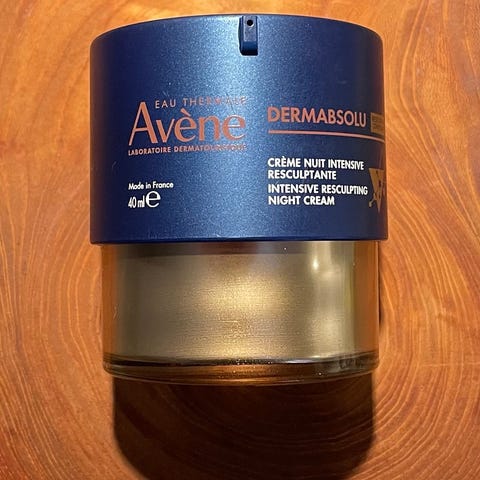 EAU THERMALE
Avène
LABORATOIRE DERMATOLOGIQUE
Made in France
40 ml e
DERMABSOLU
CRÈME NUIT INTENSIVE
RESCULPTANTE
INTENSIVE RESCULPTING
NIGHT CREAM